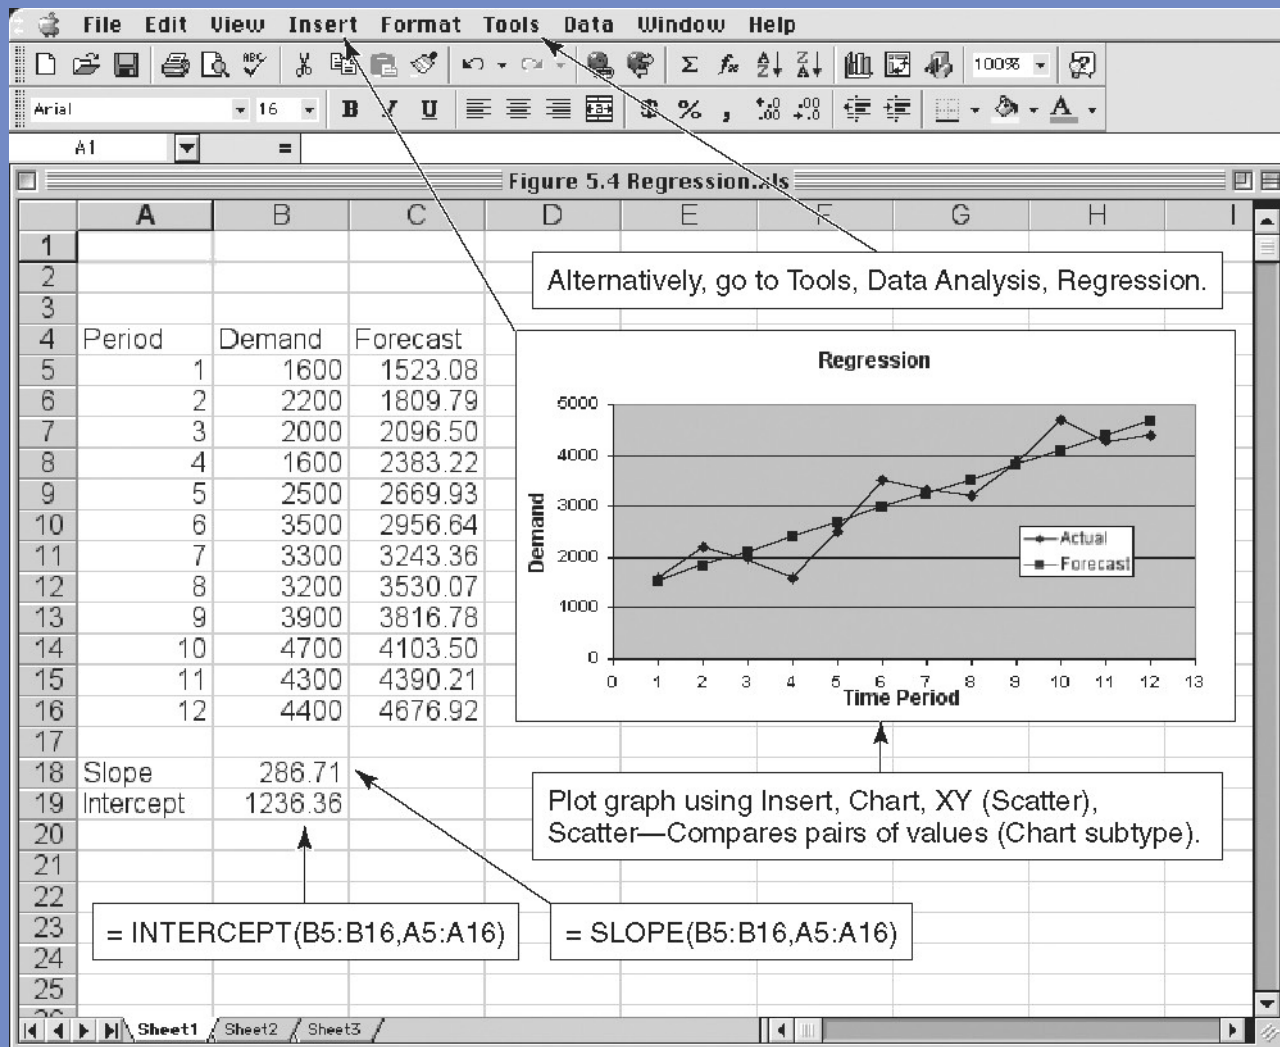 File Edit View Insert Format Tools Data Window Help
ABC
Σ fx A Z Z A 100% ?
Arial 16 B I U $ % , .0 .00 .00 .0 A
A1 =
Figure 5.4 Regression.xls
A B C D E F G H I
1
2
Alternatively, go to Tools, Data Analysis, Regression.
3
4 Period Demand Forecast
5 1 1600 1523.08
6 2 2200 1809.79
7 3 2000 2096.50
8 4 1600 2383.22
9 5 2500 2669.93
10 6 3500 2956.64
11 7 3300 3243.36
12 8 3200 3530.07
13 9 3900 3816.78
14 10 4700 4103.50
15 11 4300 4390.21
16 12 4400 4676.92
17
18 Slope 286.71
19 Intercept 1236.36
20
21
22
23
24
25
26
Regression
5000
4000
3000
2000
1000
0
Demand
Actual
Forecast
0 1 2 3 4 5 6 7 8 9 10 11 12 13
Time Period
Plot graph using Insert, Chart, XY (Scatter),
Scatter—Compares pairs of values (Chart subtype).
= INTERCEPT(B5:B16,A5:A16)
= SLOPE(B5:B16,A5:A16)
Sheet1 Sheet2 Sheet3